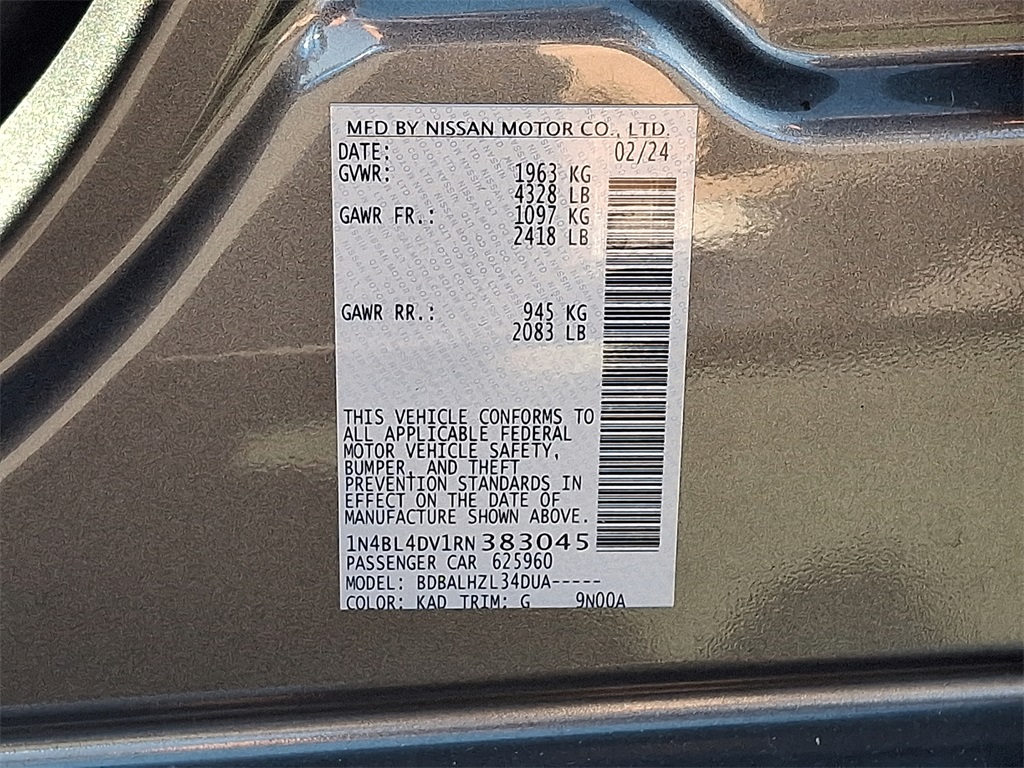 MFD BY NISSAN MOTOR CO., LTD.
DATE: 02/24
GVWR: 1963 KG
4328 LB
GAWR FR.: 1097 KG
2418 LB
GAWR RR.: 945 KG
2083 LB
THIS VEHICLE CONFORMS TO
ALL APPLICABLE FEDERAL
MOTOR VEHICLE SAFETY,
BUMPER, AND THEFT
PREVENTION STANDARDS IN
EFFECT ON THE DATE OF
MANUFACTURE SHOWN ABOVE.
1N4BL4DV1RN383045
PASSENGER CAR 625960
MODEL: BDBALHZL34DUA-----
COLOR: KAD TRIM: G 9N00A